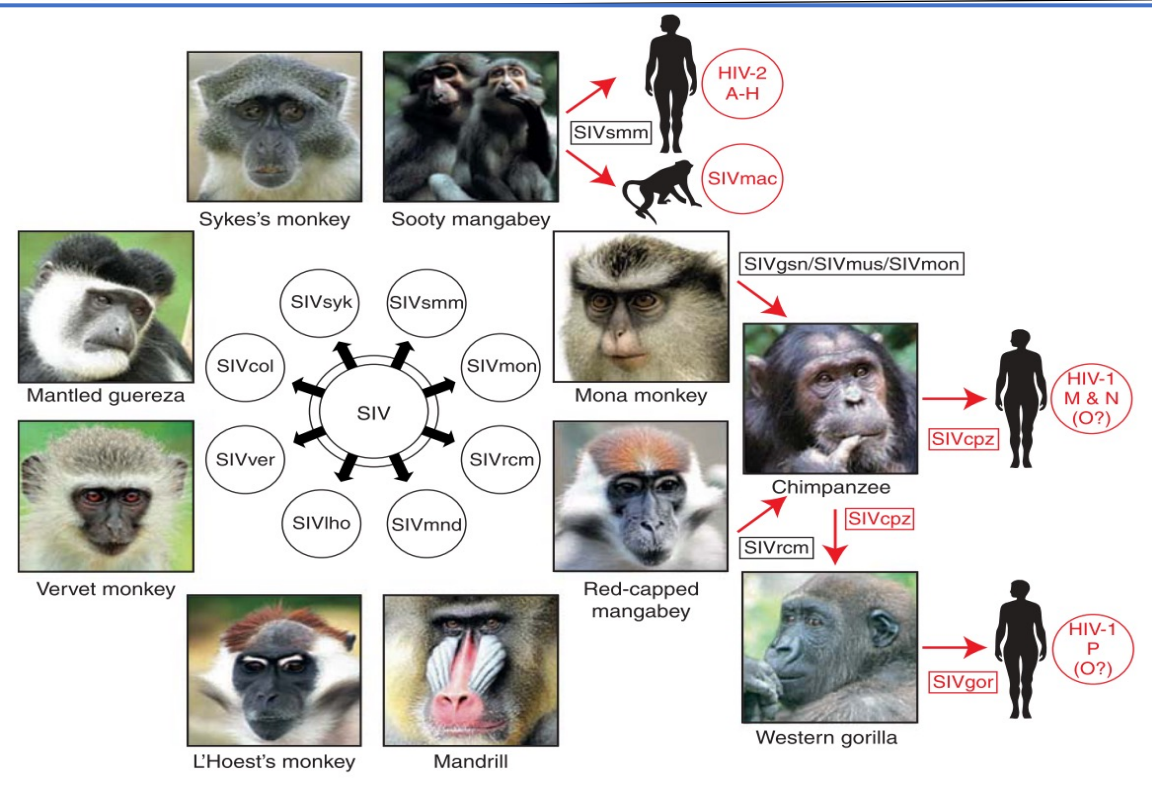 HIV-2
A-H
SIVsmm
SIVmac
Sykes's monkey
Sooty mangabey
SIVgsn/SIVmus/SIVmon
SIVsyk
SIVsmm
SIVcol
SIVmon
Mantled guereza
Mona monkey
HIV-1
M & N
(O?)
SIV
SIVcpz
SIVver
SIVrcm
Chimpanzee
SIVcpz
SIVlho
SIVmnd
SIVrcm
Vervet monkey
Red-capped
mangabey
HIV-1
P
(O?)
SIVgor
Western gorilla
L'Hoest's monkey
Mandrill